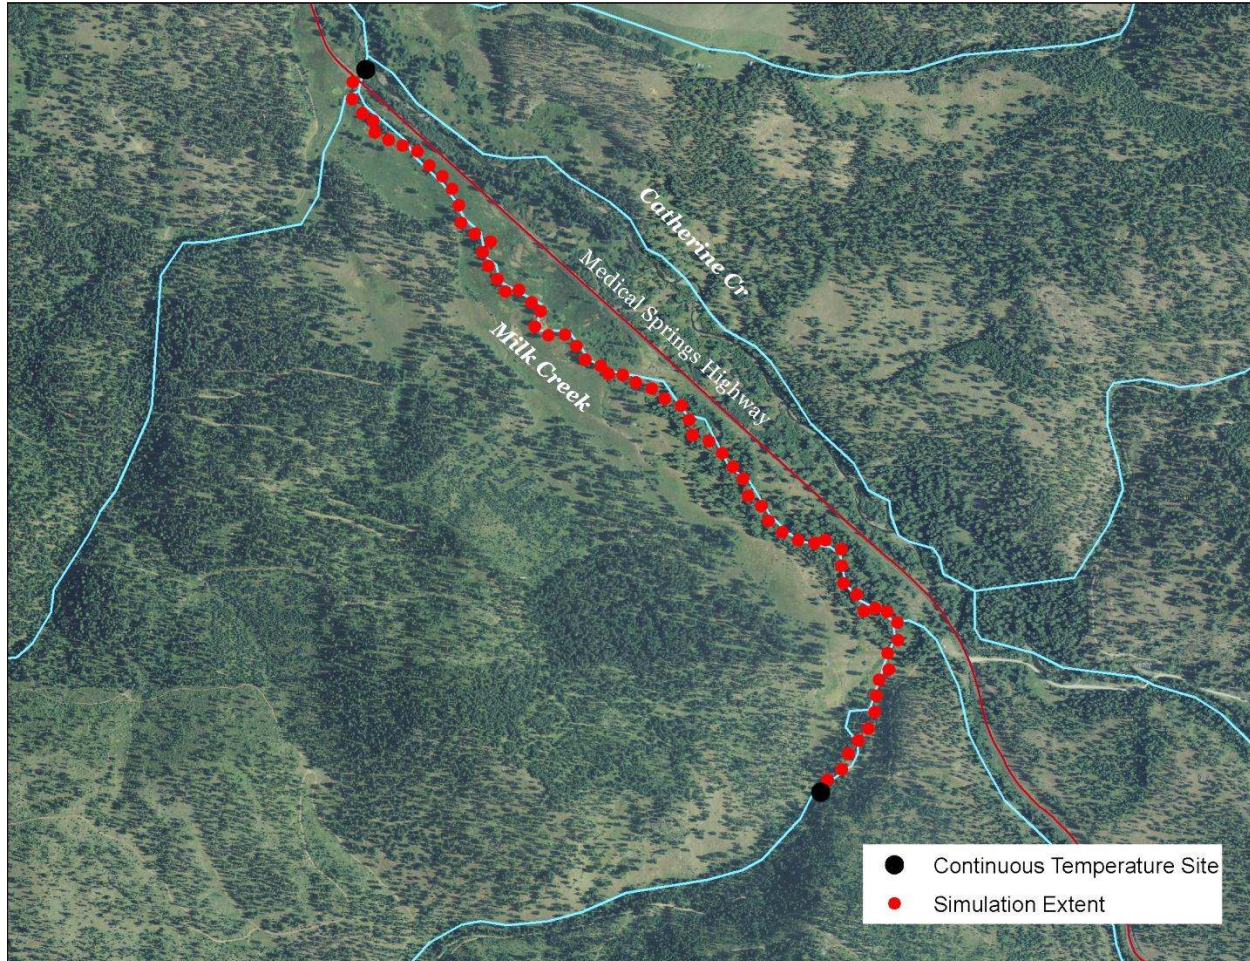 Catherine Cr
Medical Springs Highway
Milk Creek
Continuous Temperature Site
Simulation Extent